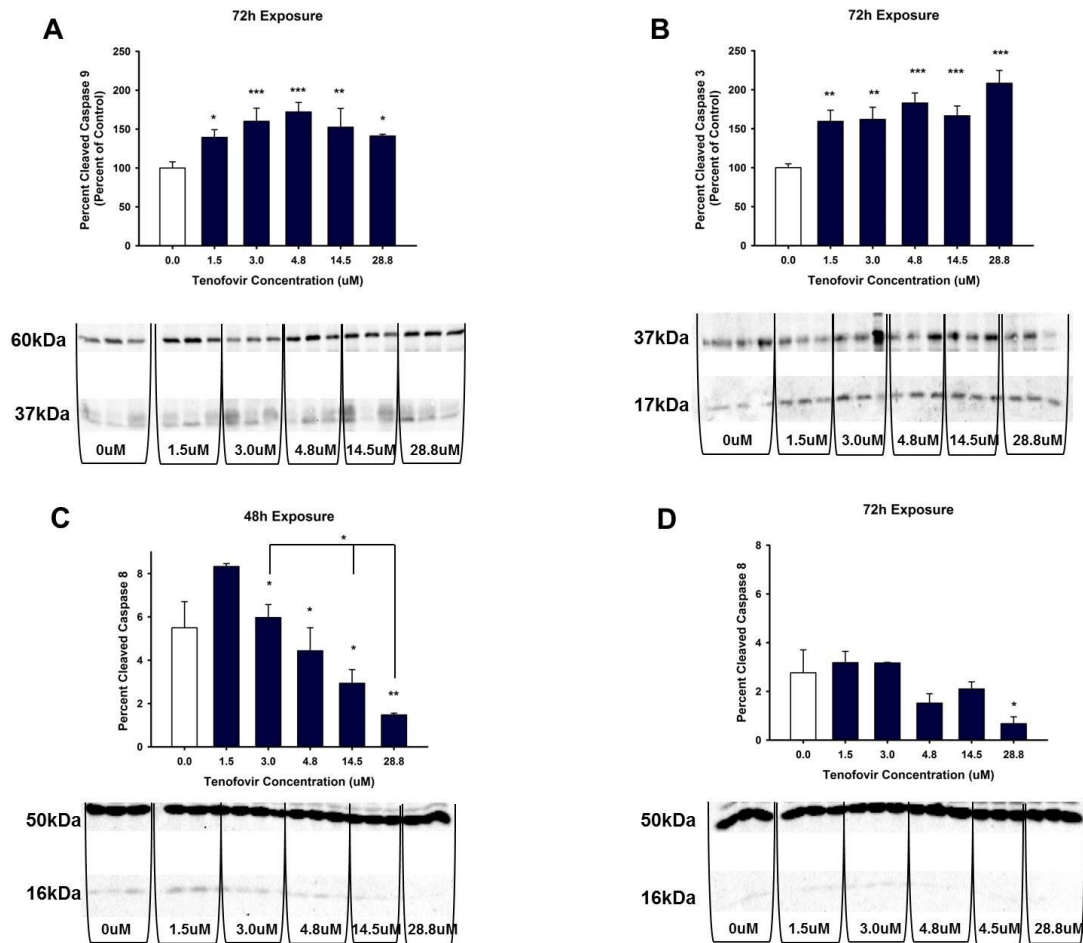 A
72h Exposure
Percent Cleaved Caspase 9
(Percent of Control)
250
200
150
100
50
0
*
***
***
**
*
0.0 1.5 3.0 4.8 14.5 28.8
Tenofovir Concentration (uM)
60kDa
37kDa
0uM 1.5uM 3.0uM 4.8uM 14.5uM 28.8uM
B
72h Exposure
Percent Cleaved Caspase 3
(Percent of Control)
250
200
150
100
50
0
**
**
***
***
***
0.0 1.5 3.0 4.8 14.5 28.8
Tenofovir Concentration (uM)
37kDa
17kDa
0uM 1.5uM 3.0uM 4.8uM 14.5uM 28.8uM
C
48h Exposure
Percent Cleaved Caspase 8
8
6
4
2
0
*
*
*
*
**
0.0 1.5 3.0 4.8 14.5 28.8
Tenofovir Concentration (uM)
50kDa
16kDa
0uM 1.5uM 3.0uM 4.8uM 14.5uM 28.8uM
D
72h Exposure
Percent Cleaved Caspase 8
8
6
4
2
0
*
0.0 1.5 3.0 4.8 14.5 28.8
Tenofovir Concentration (uM)
50kDa
16kDa
0uM 1.5uM 3.0uM 4.8uM 4.5uM 28.8uM